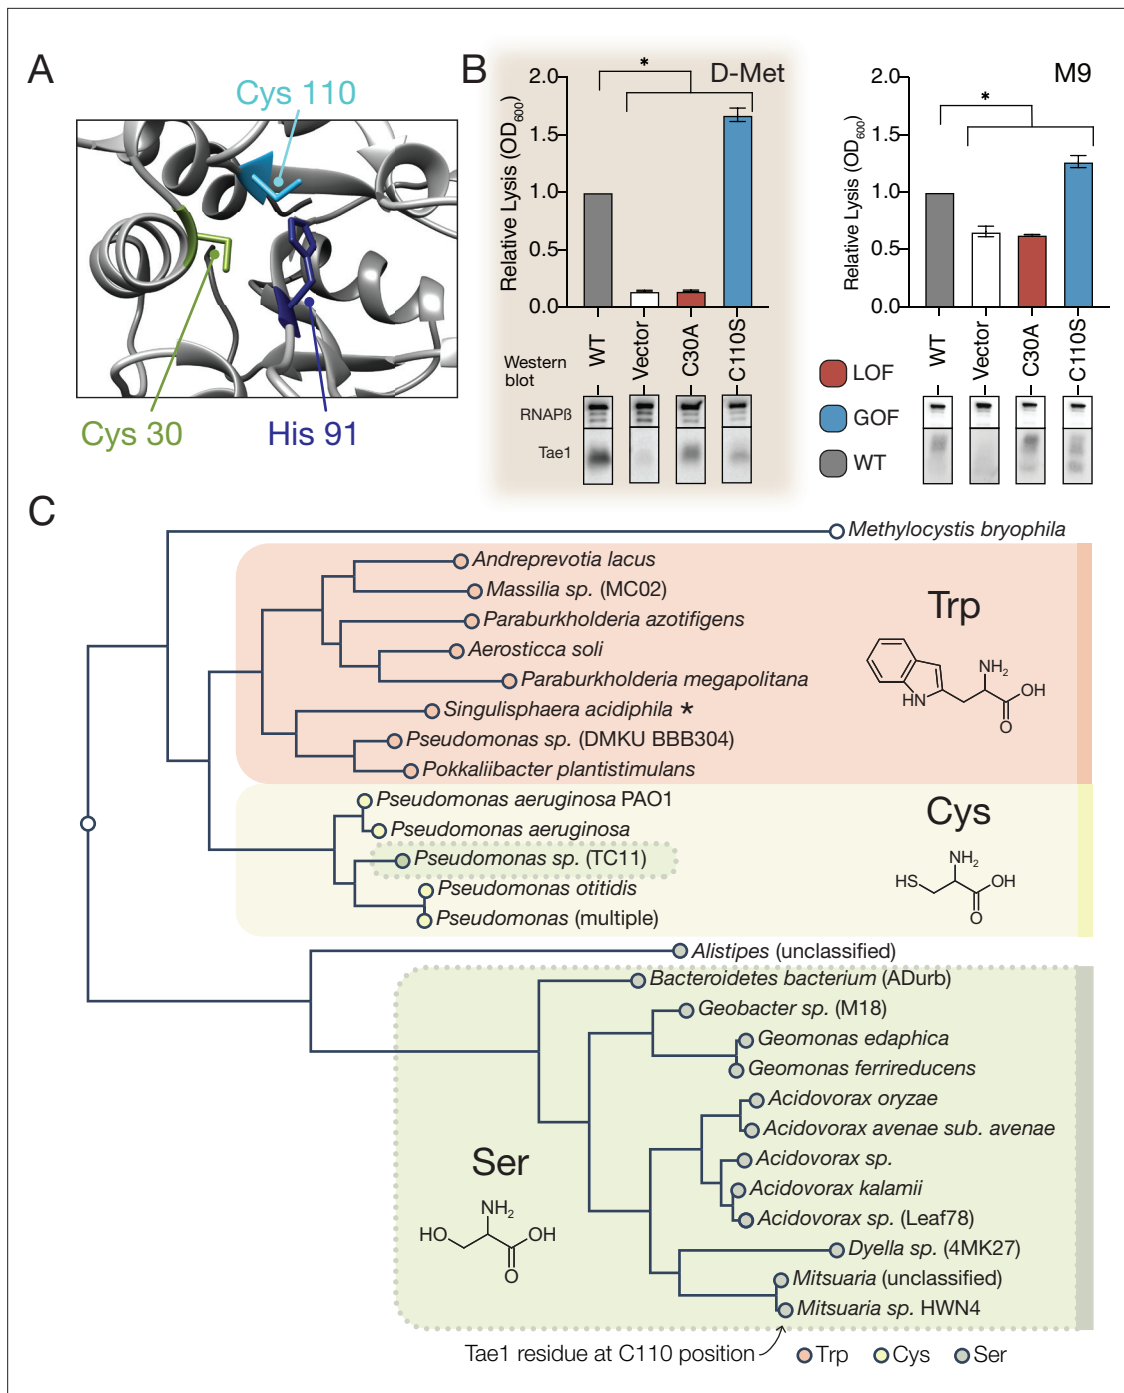 A
Cys 110
Cys 30
His 91
B
D-Met
2.0
1.5
1.0
0.5
0.0
Relative Lysis (OD600)
*
WT
Vector
C30A
C110S
Western
blot
RNAPß
Tae1
M9
2.0
1.5
1.0
0.5
0.0
Relative Lysis (OD600)
*
WT
Vector
C30A
C110S
LOF
GOF
WT
C
Methylocystis bryophila
Andreprevotia lacus
Massilia sp. (MC02)
Paraburkholderia azotifigens
Aerosticca soli
Paraburkholderia megapolitana
Singulisphaera acidiphila *
Pseudomonas sp. (DMKU BBB304)
Pokkaliibacter plantistimulans
Trp
NH2
OH
HN
O
Pseudomonas aeruginosa PAO1
Pseudomonas aeruginosa
Pseudomonas sp. (TC11)
Pseudomonas otitidis
Pseudomonas (multiple)
Cys
NH2
HS
OH
O
Alistipes (unclassified)
Bacteroidetes bacterium (ADurb)
Geobacter sp. (M18)
Geomonas edaphica
Geomonas ferrireducens
Acidovorax oryzae
Acidovorax avenae sub. avenae
Acidovorax sp.
Acidovorax kalamii
Acidovorax sp. (Leaf78)
Dyella sp. (4MK27)
Mitsuaria (unclassified)
Mitsuaria sp. HWN4
Ser
NH2
HO
OH
O
Tae1 residue at C110 position
Trp
Cys
Ser